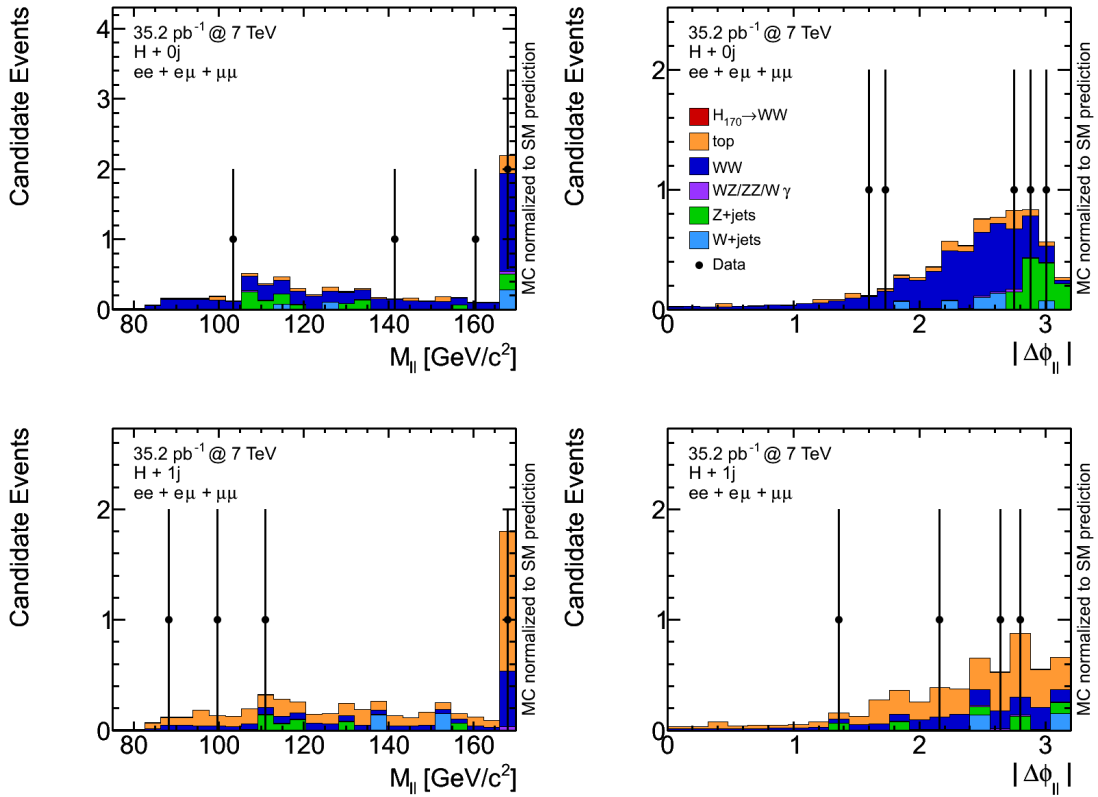 Candidate Events
35.2 pb⁻¹ @ 7 TeV
H + 0j
ee + eμ + μμ
4
3
2
1
0
80 100 120 140 160
M_ll [GeV/c²]
MC normalized to SM prediction
Candidate Events
35.2 pb⁻¹ @ 7 TeV
H + 0j
ee + eμ + μμ
H₁₇₀→WW
top
WW
WZ/ZZ/W γ
Z+jets
W+jets
Data
2
1
0
0 1 2 3
| Δϕ_ll |
MC normalized to SM prediction
Candidate Events
35.2 pb⁻¹ @ 7 TeV
H + 1j
ee + eμ + μμ
2
1
0
80 100 120 140 160
M_ll [GeV/c²]
MC normalized to SM prediction
Candidate Events
35.2 pb⁻¹ @ 7 TeV
H + 1j
ee + eμ + μμ
2
1
0
0 1 2 3
| Δϕ_ll |
MC normalized to SM prediction